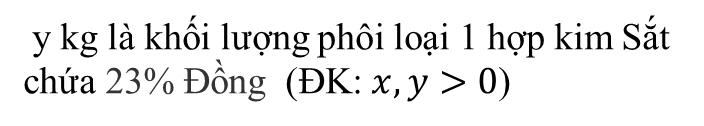 y kg là khối lượng phôi loại 1 hợp kim Sắt
chứa 23% Đồng (ĐK: x, y > 0)